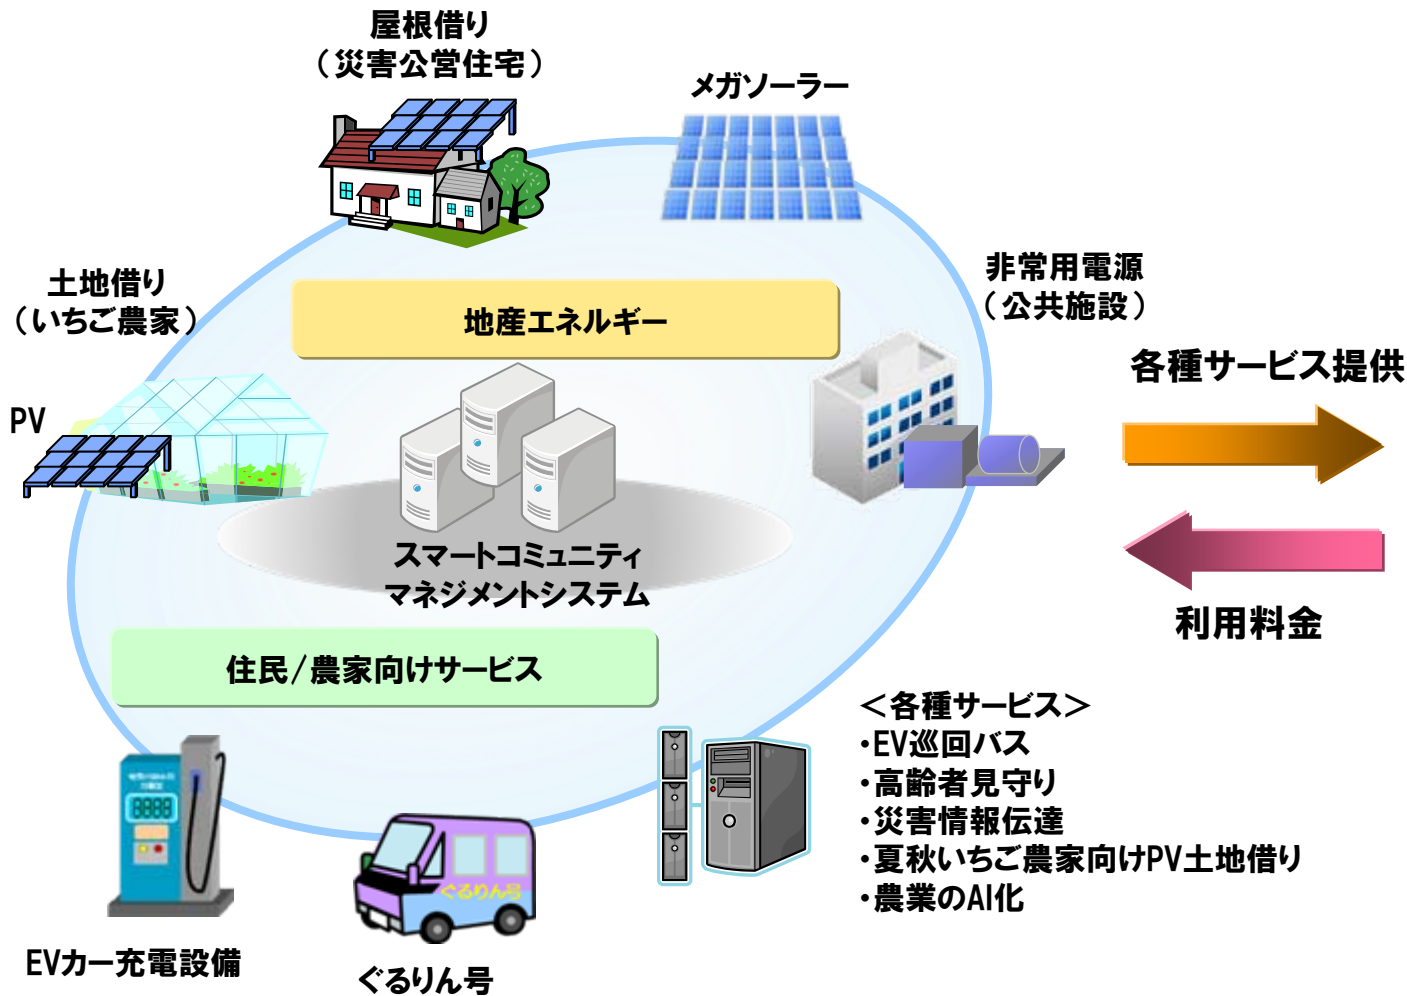 屋根借り
（災害公営住宅）
メガソーラー
土地借り
（いちご農家）
非常用電源
（公共施設）
地産エネルギー
各種サービス提供
PV
スマートコミュニティ
マネジメントシステム
利用料金
住民/農家向けサービス
＜各種サービス＞
・EV巡回バス
・高齢者見守り
・災害情報伝達
・夏秋いちご農家向けPV土地借り
・農業のAI化
8888
ぐるりん号
EVカー充電設備
ぐるりん号